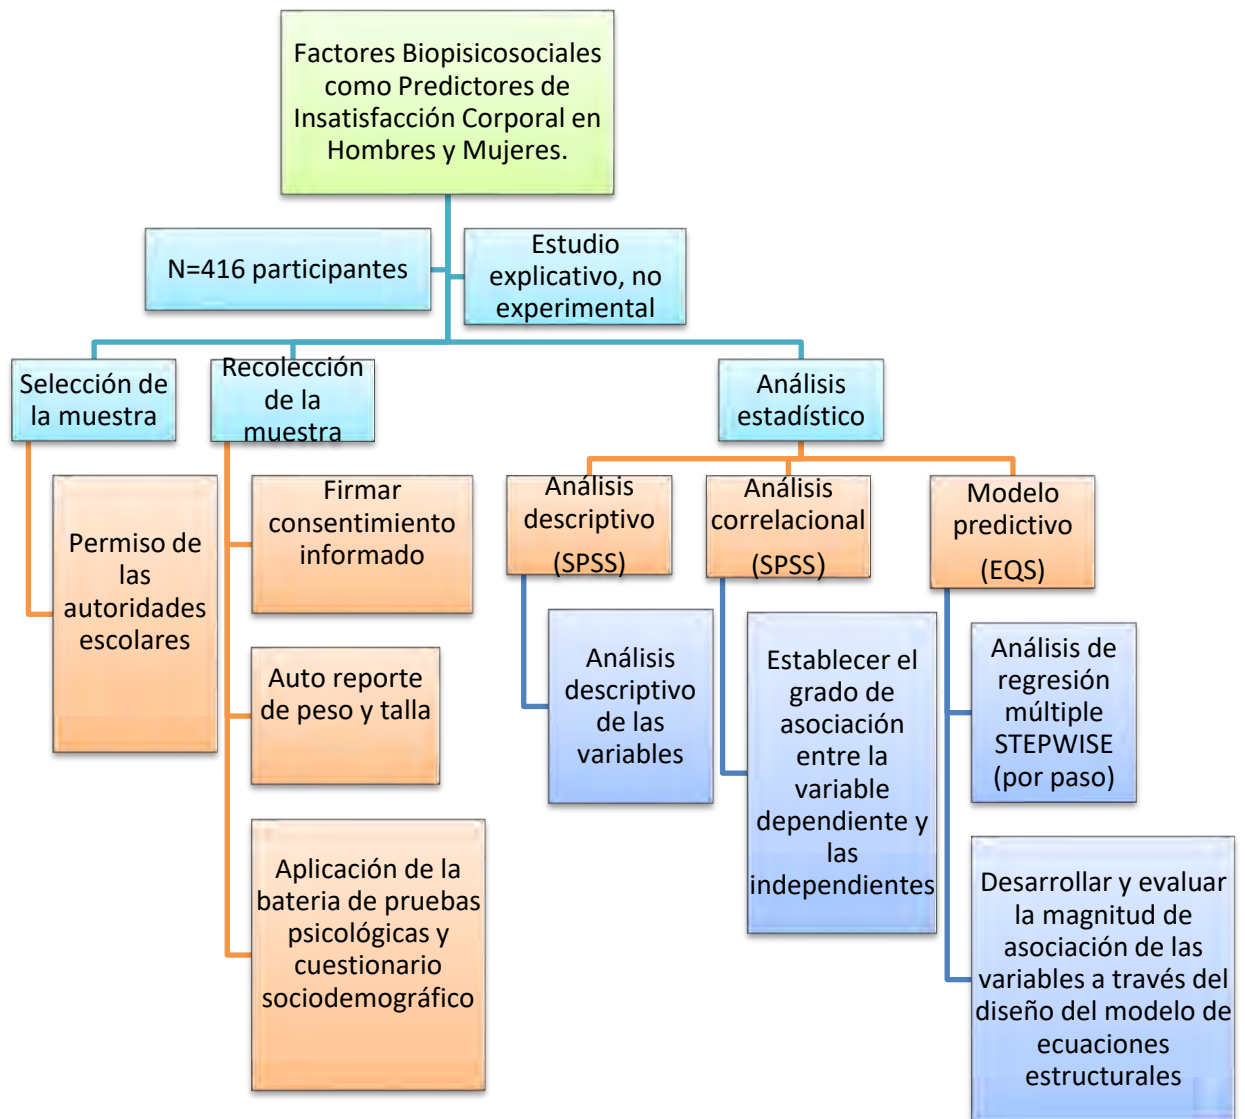 Factores Biopisicosociales
como Predictores de
Insatisfacción Corporal en
Hombres y Mujeres.
N=416 participantes
Estudio
explicativo, no
experimental
Selección de
la muestra
Permiso de
las
autoridades
escolares
Recolección
de la
muestra
Firmar
consentimiento
informado
Auto reporte
de peso y talla
Aplicación de la
bateria de pruebas
psicológicas y
cuestionario
sociodemográfico
Análisis
estadístico
Análisis
descriptivo
(SPSS)
Análisis
descriptivo
de las
variables
Análisis
correlacional
(SPSS)
Establecer el
grado de
asociación
entre la
variable
dependiente y
las
independientes
Modelo
predictivo
(EQS)
Análisis de
regresión
múltiple
STEPWISE
(por paso)
Desarrollar y evaluar
la magnitud de
asociación de las
variables a través del
diseño del modelo de
ecuaciones
estructurales